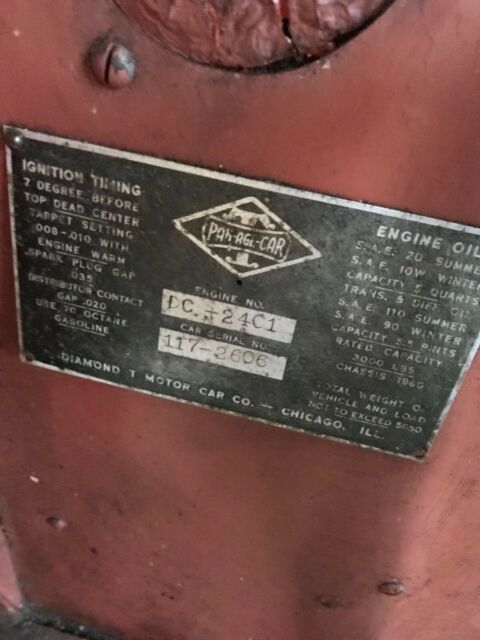 IGNITION TIMING
7 DEGREE BEFORE
TOP DEAD CENTER
TAPPET SETTING
.008-.010 WITH
ENGINE WARM
SPARK PLUG GAP
.035
DISTRIBUTOR CONTACT
GAP .020
USE 70 OCTANE
GASOLINE
PAK-AGE-CAR
ENGINE NO.
CAR SERIAL NO.
117-2606
ENGINE OIL
S.A.E. 20 SUMMER
S.A.E. 10W WINTER
CAPACITY 5 QUARTS
TRANS. & DIFF. OIL
S.A.E. 110 SUMMER
S.A.E. 90 WINTER
CAPACITY 5.5 PINTS
RATED CAPACITY
3000 LBS
CHASSIS 1960
TOTAL WEIGHT O
VEHICLE AND LOAD
NOT TO EXCEED 5650
DIAMOND T MOTOR CAR CO. — CHICAGO, ILL.